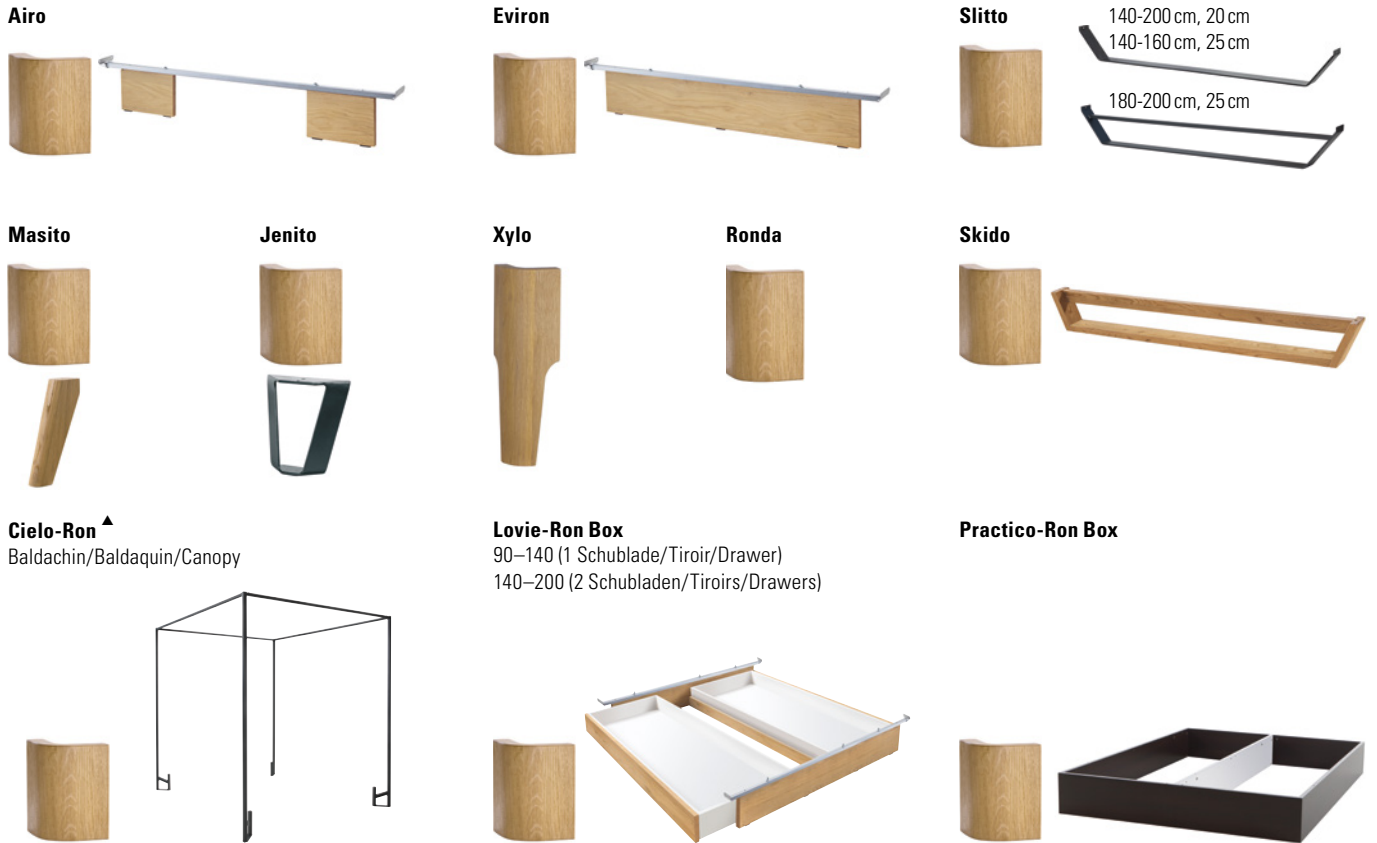 Airo
Eviron
Slitto
140-200 cm, 20 cm
140-160 cm, 25 cm
180-200 cm, 25 cm
Masito
Jenito
Xylo
Ronda
Skido
Cielo-Ron ▲
Baldachin/Baldaquin/Canopy
Lovie-Ron Box
90–140 (1 Schublade/Tiroir/Drawer)
140–200 (2 Schubladen/Tiroirs/Drawers)
Practico-Ron Box